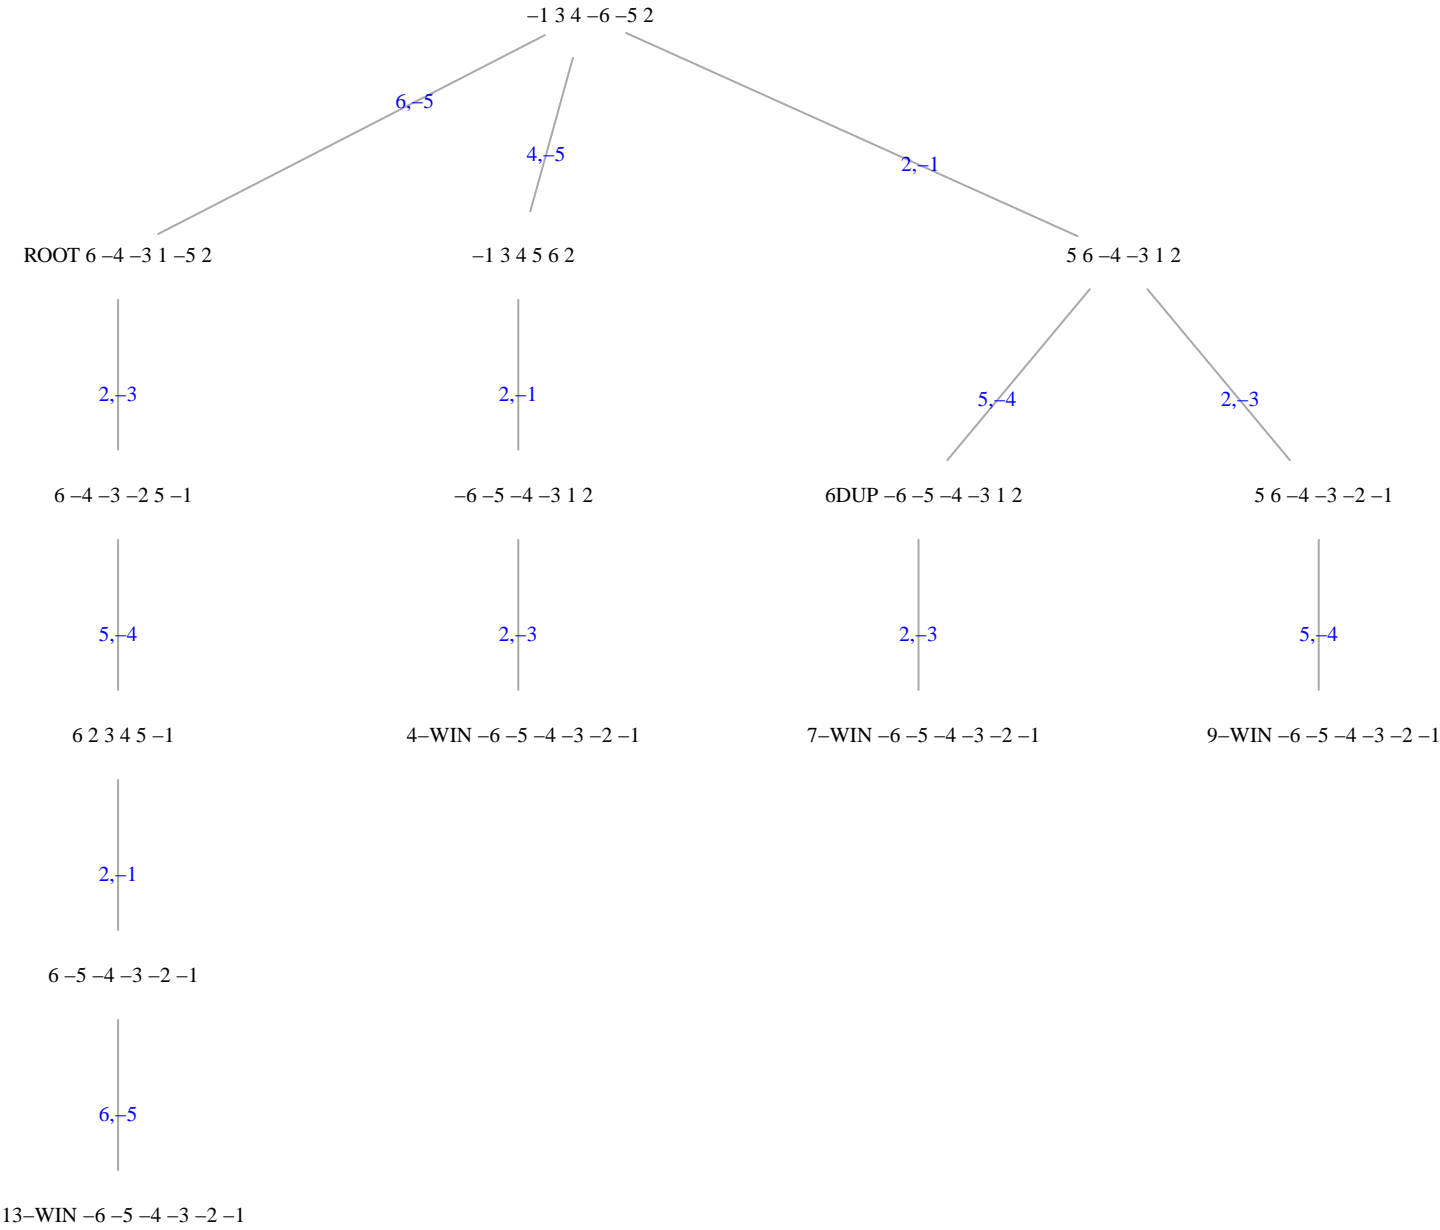 –1 3 4 –6 –5 2
6,–5
4,–5
2,–1
ROOT 6 –4 –3 1 –5 2
–1 3 4 5 6 2
5 6 –4 –3 1 2
2,–3
2,–1
5,–4
2,–3
6 –4 –3 –2 5 –1
–6 –5 –4 –3 1 2
6DUP –6 –5 –4 –3 1 2
5 6 –4 –3 –2 –1
5,–4
2,–3
2,–3
5,–4
6 2 3 4 5 –1
4–WIN –6 –5 –4 –3 –2 –1
7–WIN –6 –5 –4 –3 –2 –1
9–WIN –6 –5 –4 –3 –2 –1
2,–1
6 –5 –4 –3 –2 –1
6,–5
13–WIN –6 –5 –4 –3 –2 –1